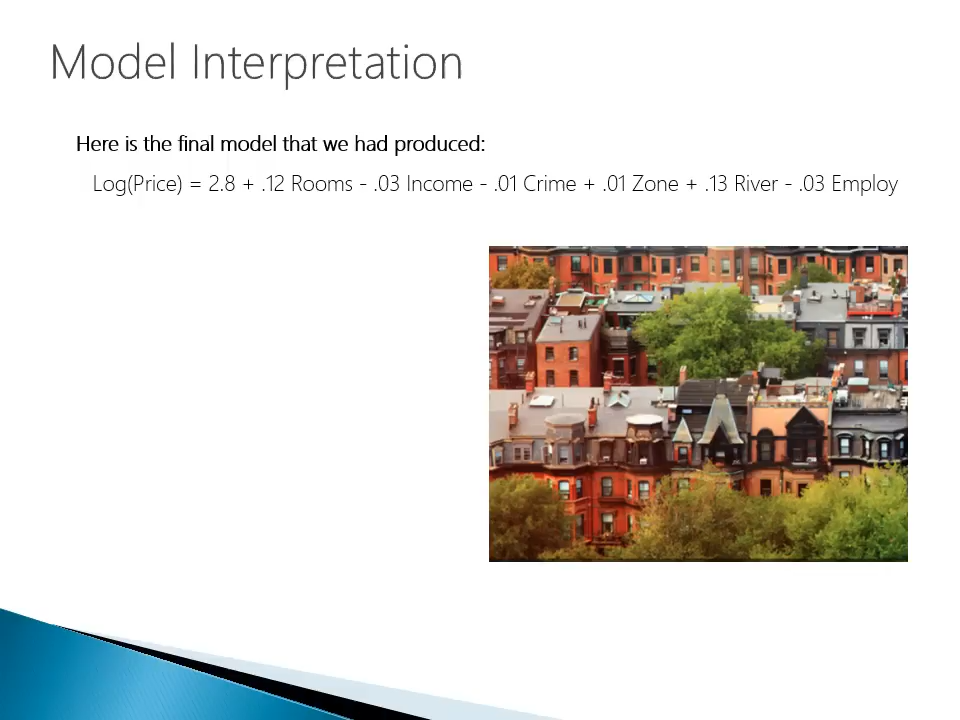 Model Interpretation
Here is the final model that we had produced:
Log(Price) = 2.8 + .12 Rooms - .03 Income - .01 Crime + .01 Zone + .13 River - .03 Employ